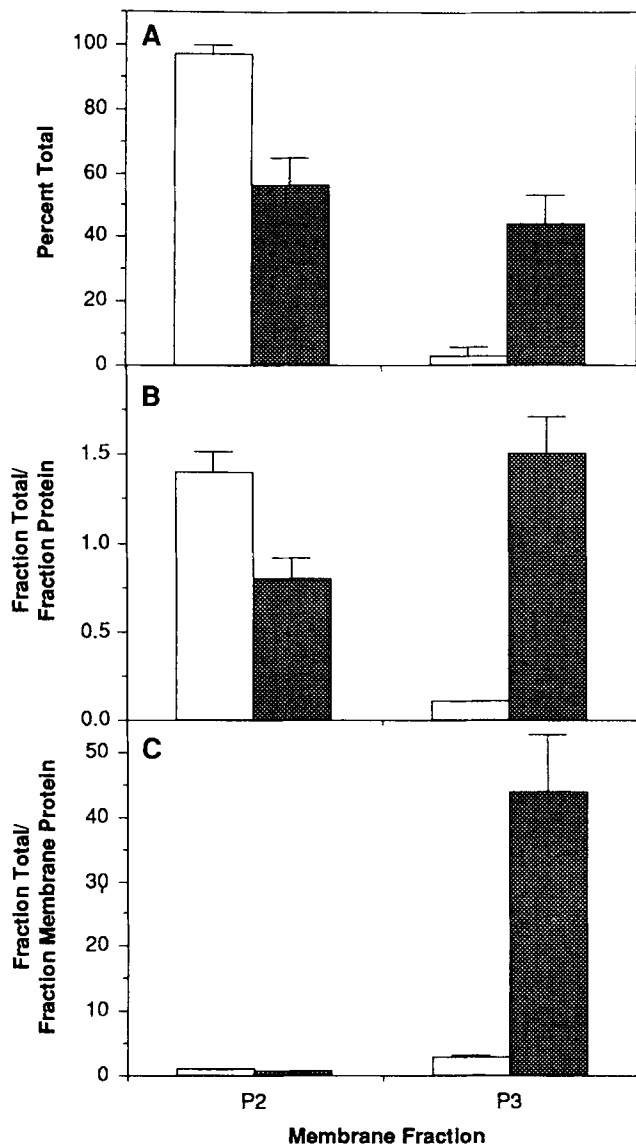 A
100
80
60
40
20
0
Percent Total
B
1.5
1.0
0.5
0.0
Fraction Total/
Fraction Protein
C
50
40
30
20
10
0
Fraction Total/
Fraction Membrane Protein
P2
P3
Membrane Fraction